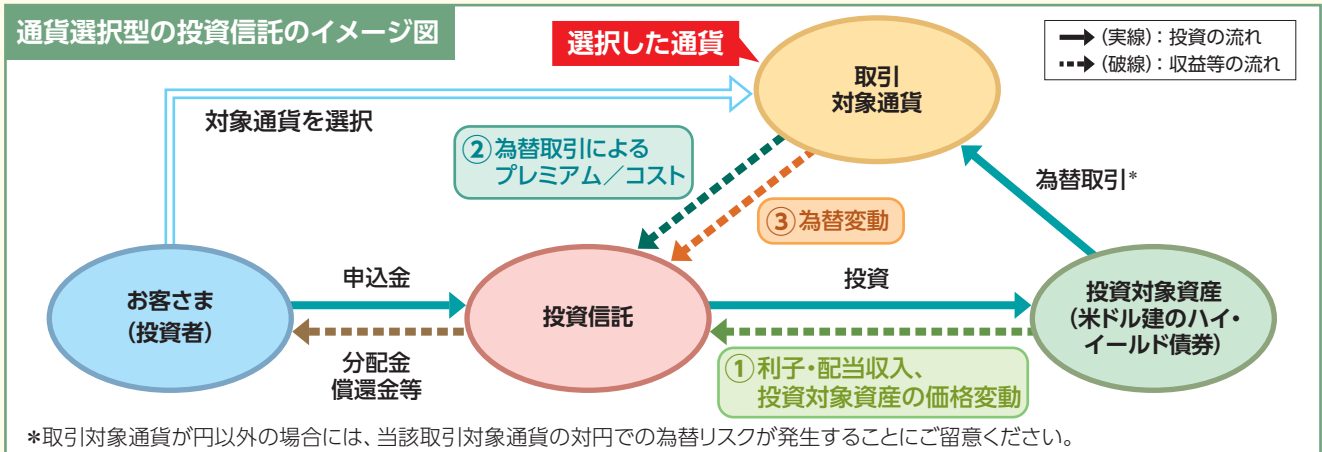 通貨選択型の投資信託のイメージ図
選択した通貨
(実線):投資の流れ
(破線):収益等の流れ
取引
対象通貨
対象通貨を選択
②為替取引による
プレミアム/コスト
為替取引*
③為替変動
申込金
投資
お客さま
(投資者)
投資信託
投資対象資産
(米ドル建のハイ・
イールド債券)
分配金
償還金等
①利子・配当収入、
投資対象資産の価格変動
*取引対象通貨が円以外の場合には、当該取引対象通貨の対円での為替リスクが発生することにご留意ください。